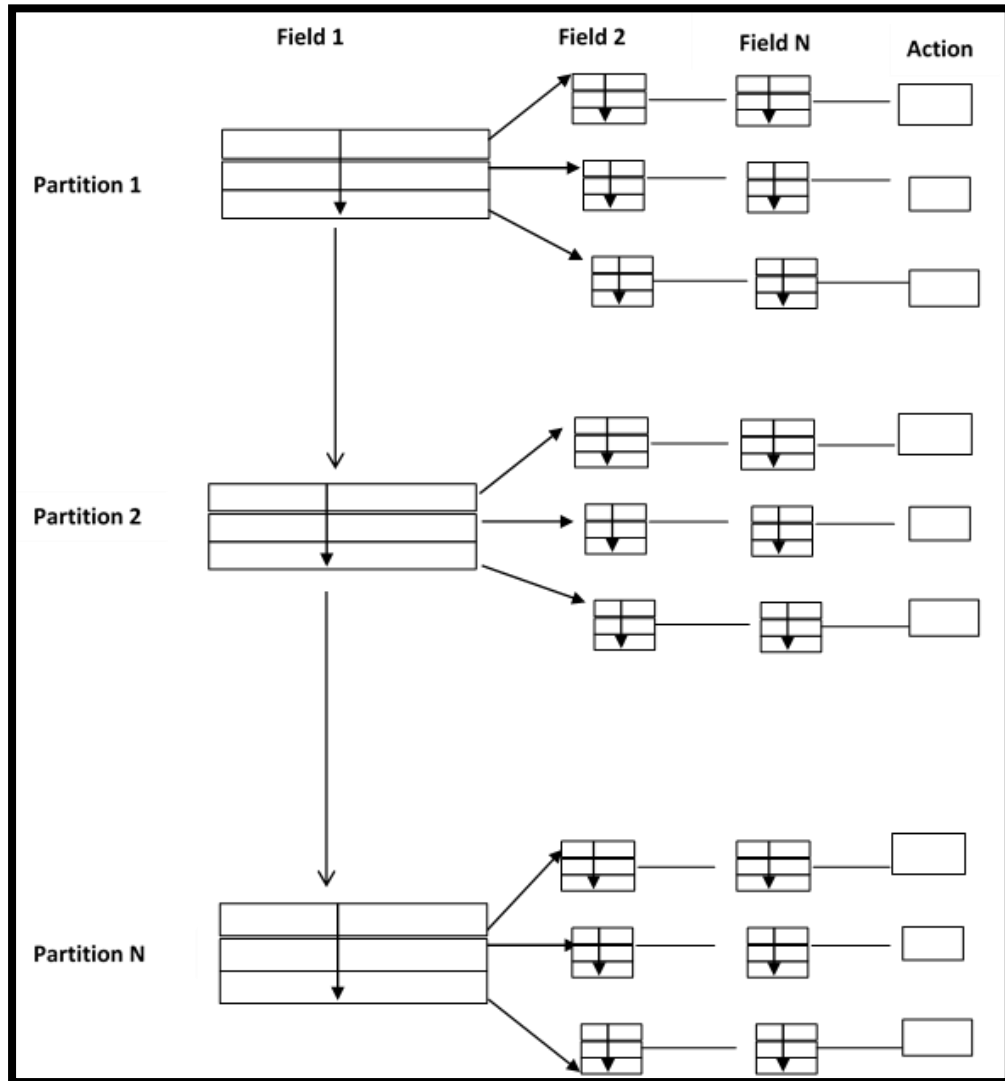 Field 1
Field 2
Field N
Action
Partition 1
Partition 2
Partition N